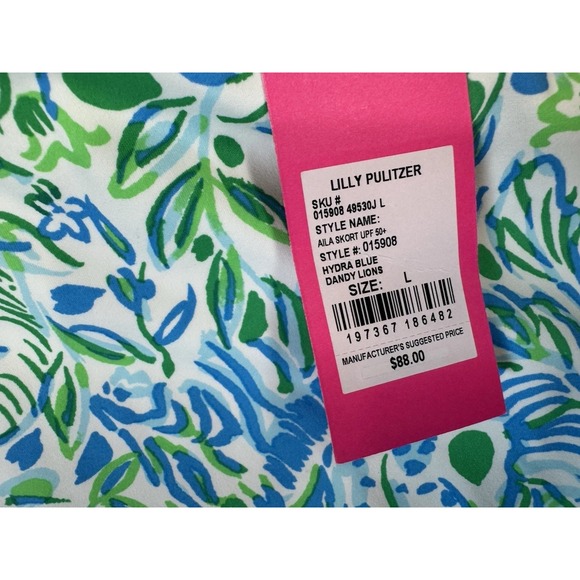 LILLY PULITZER
SKU #
015908 49530J L
STYLE NAME:
AILA SKORT UPF 50+
STYLE #: 015908
HYDRA BLUE
DANDY LIONS
SIZE: L
197367 186482
MANUFACTURER'S SUGGESTED PRICE
$88.00